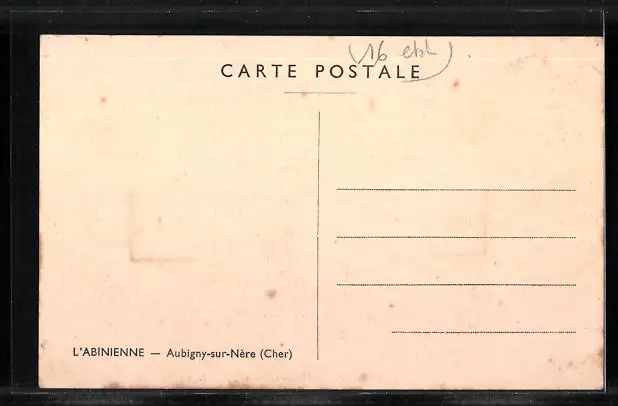 CARTE POSTALE
L'ABINIENNE — Aubigny-sur-Nère (Cher)